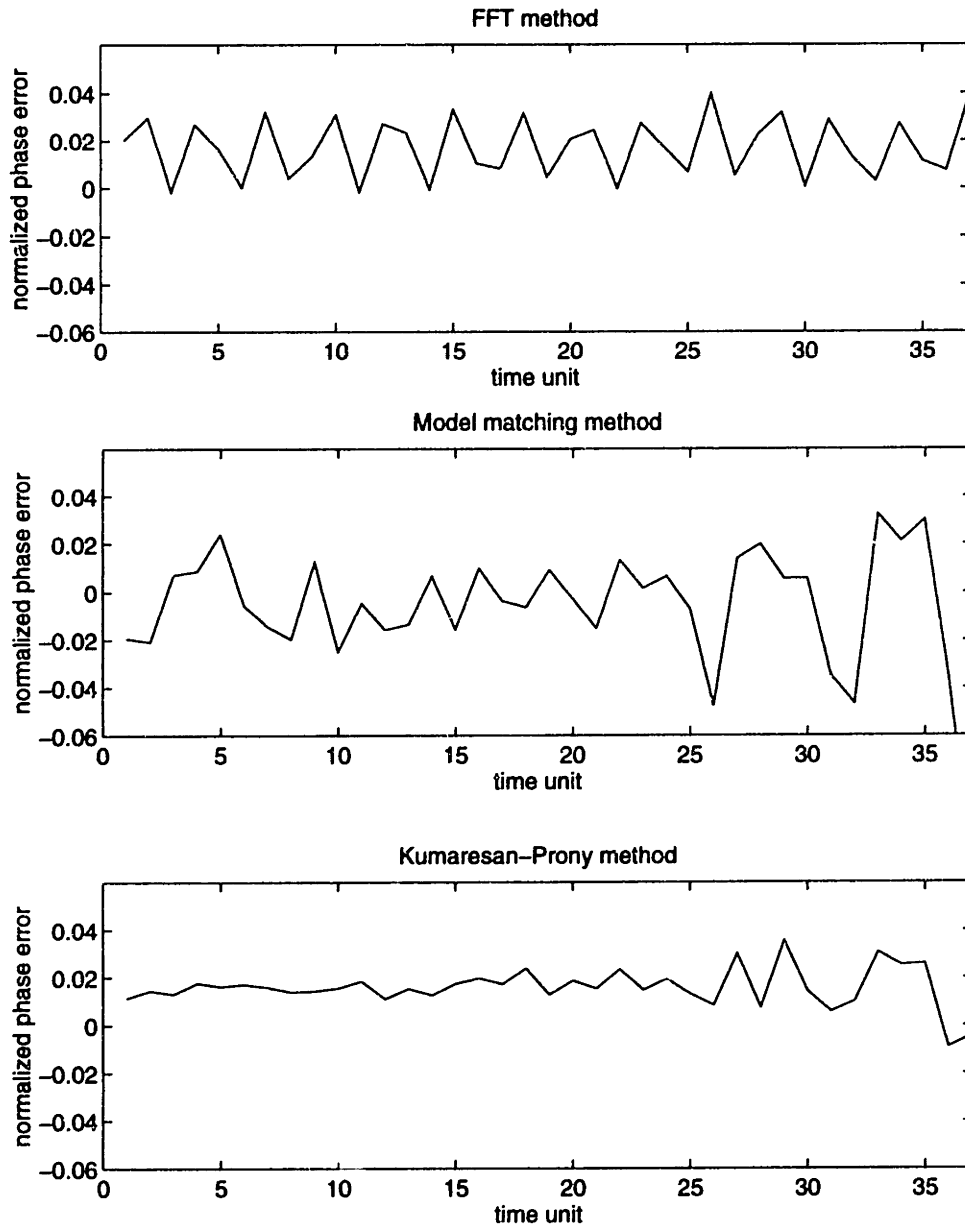 FFT method
normalized phase error
0.04
0.02
0
−0.02
−0.04
−0.06
0 5 10 15 20 25 30 35
time unit
Model matching method
normalized phase error
0.04
0.02
0
−0.02
−0.04
−0.06
0 5 10 15 20 25 30 35
time unit
Kumaresan−Prony method
normalized phase error
0.04
0.02
0
−0.02
−0.04
−0.06
0 5 10 15 20 25 30 35
time unit